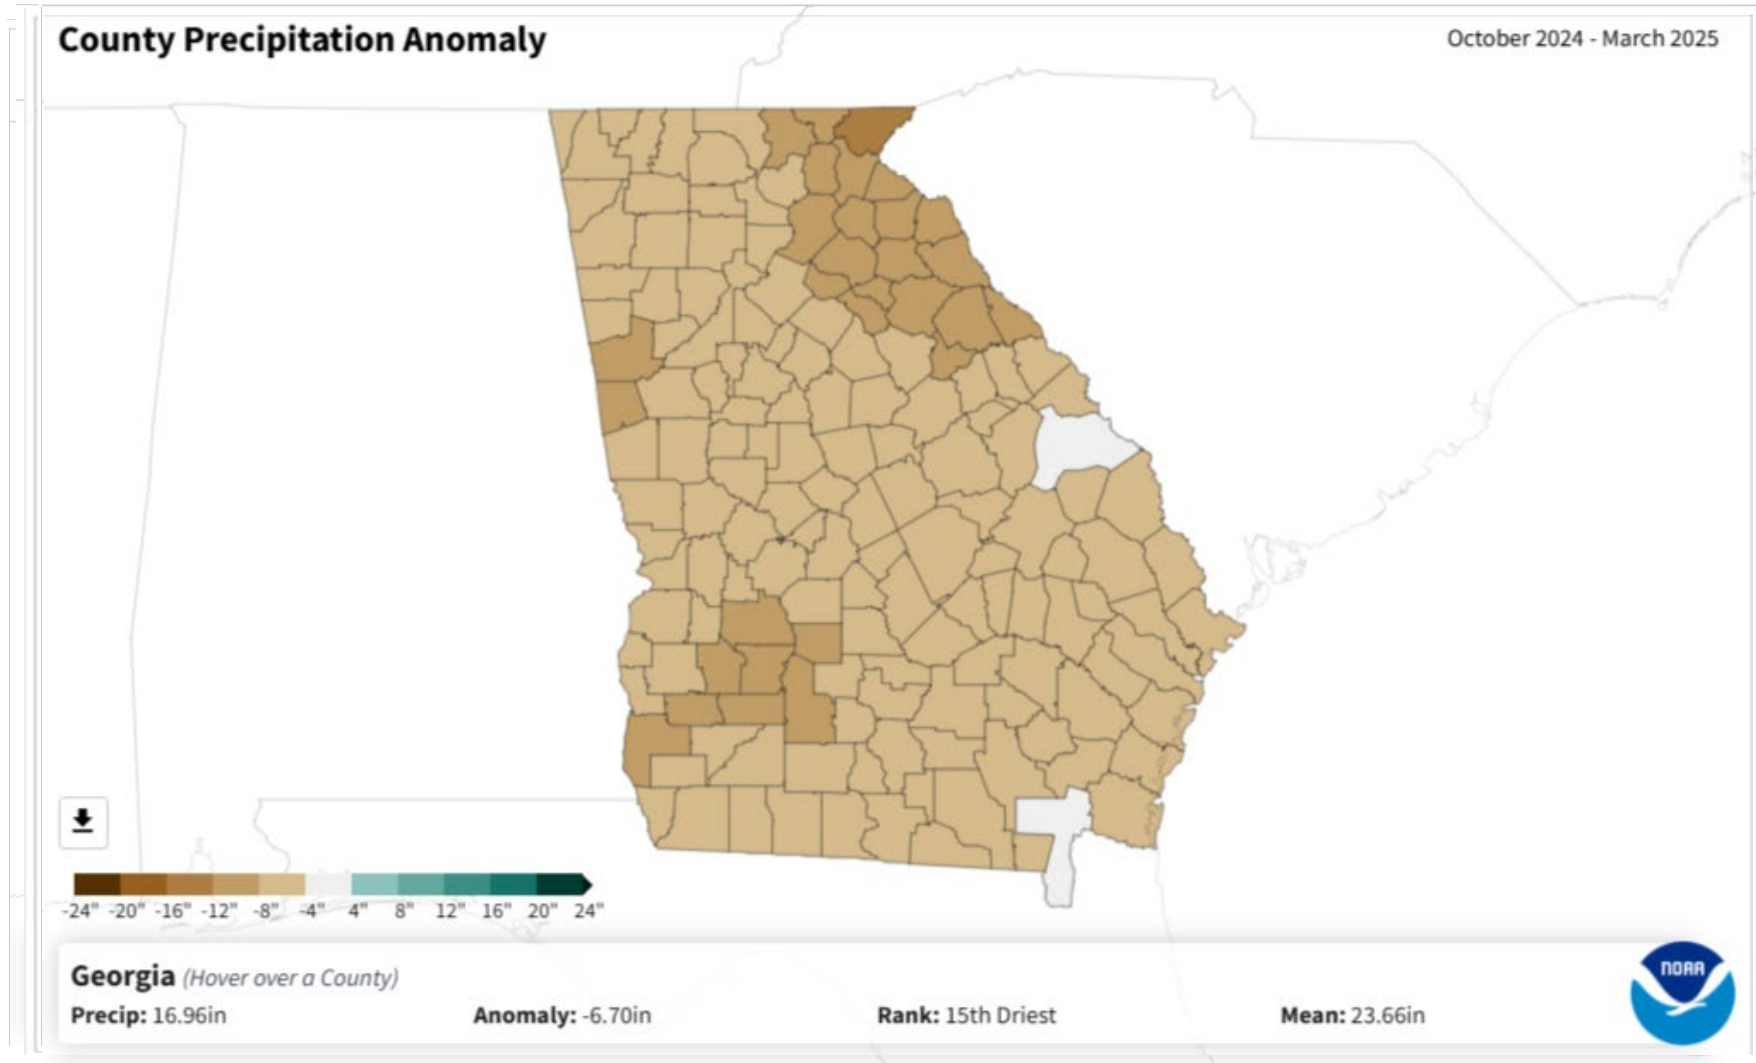 County Precipitation Anomaly
October 2024 - March 2025
-24" -20" -16" -12" -8" -4" 4" 8" 12" 16" 20" 24"
Georgia (Hover over a County)
Precip: 16.96in Anomaly: -6.70in Rank: 15th Driest Mean: 23.66in
NOAA